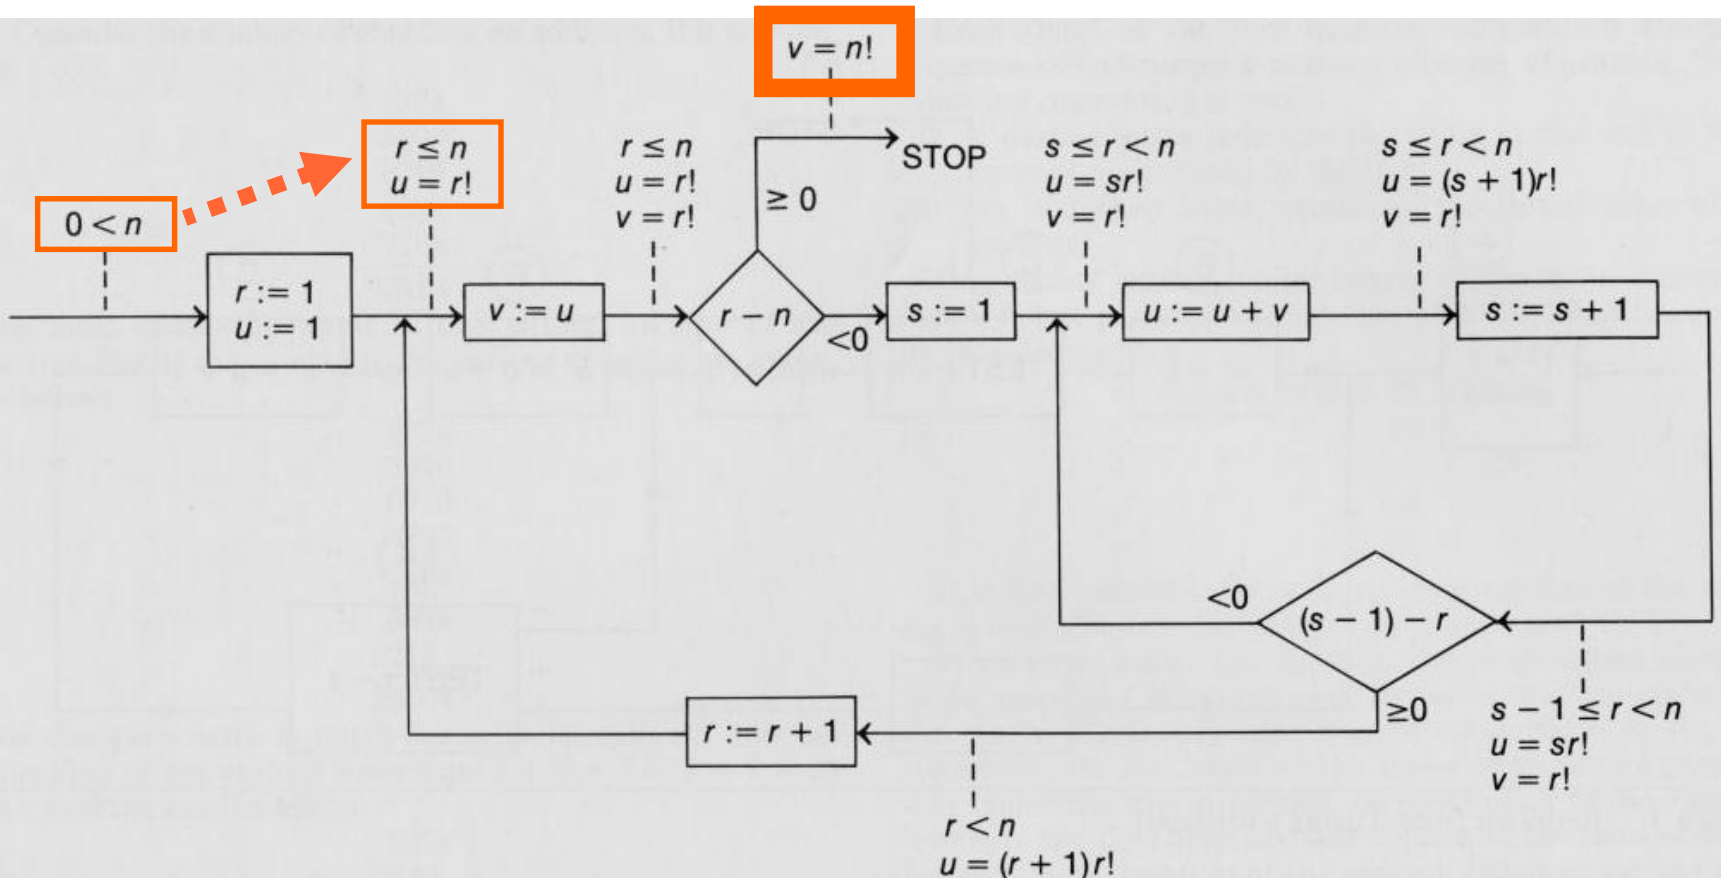 v = n!
r ≤ n
u = r!
0 < n
r := 1
u := 1
v := u
r ≤ n
u = r!
v = r!
r − n
≥ 0
STOP
<0
s := 1
s ≤ r < n
u = sr!
v = r!
u := u + v
s ≤ r < n
u = (s + 1)r!
v = r!
s := s + 1
(s − 1) − r
<0
≥0
s − 1 ≤ r < n
u = sr!
v = r!
r := r + 1
r < n
u = (r + 1)r!